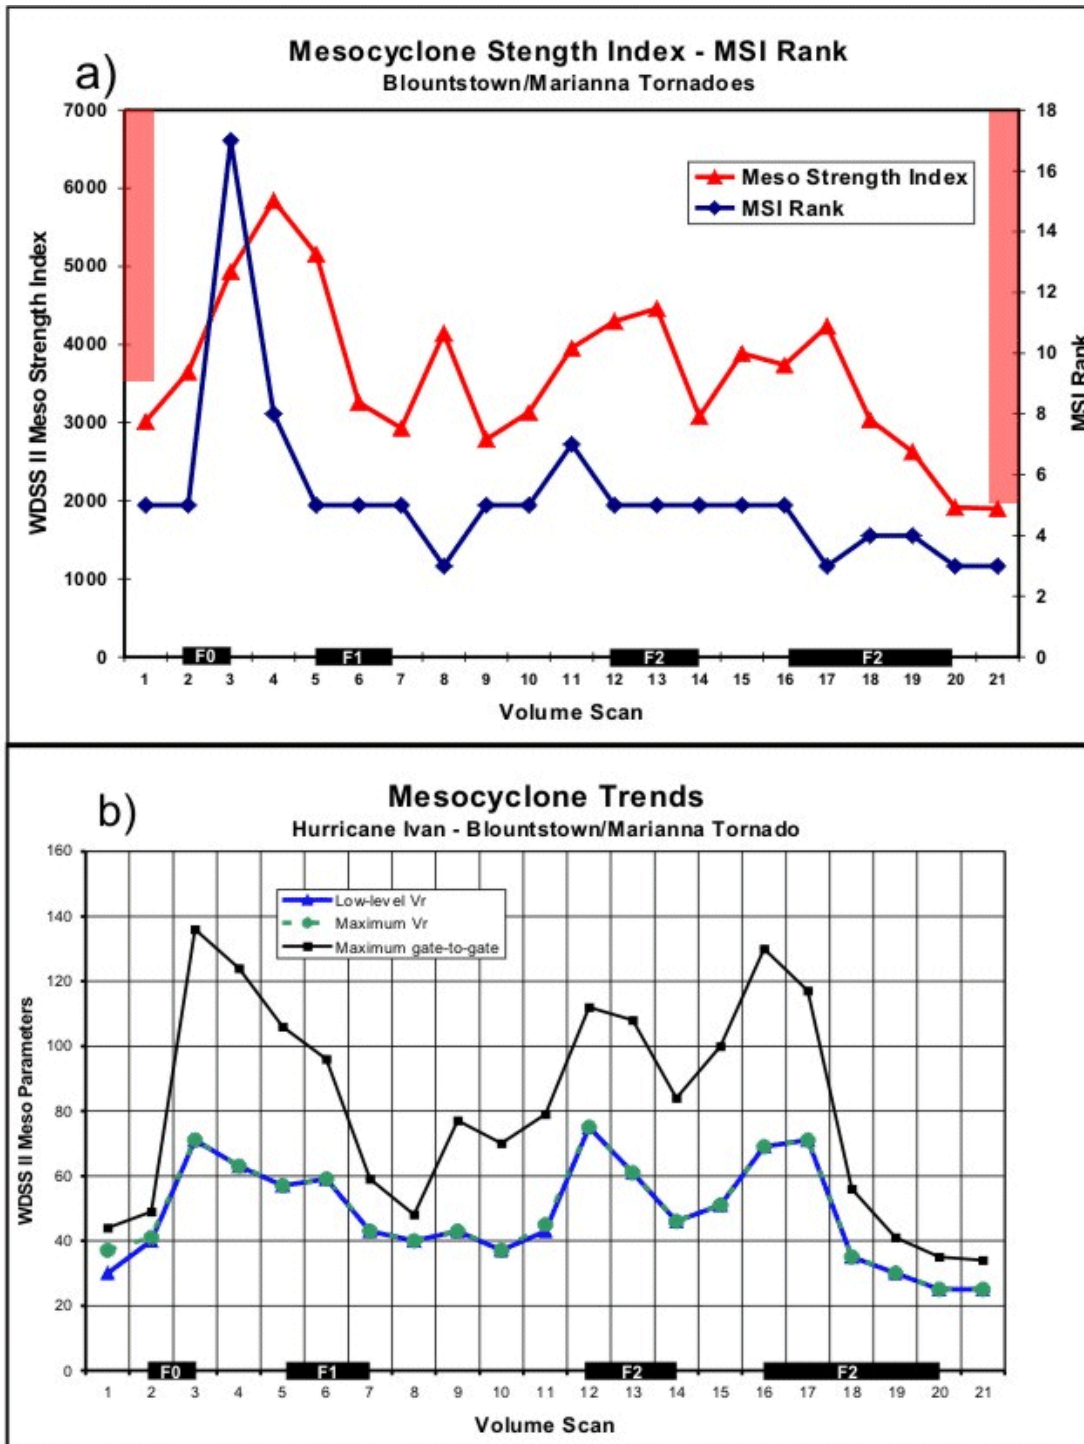 a)
Mesocyclone Stength Index - MSI Rank
Blountstown/Marianna Tornadoes
WDSS II Meso Strength Index
7000
6000
5000
4000
3000
2000
1000
0
Meso Strength Index
MSI Rank
18
16
14
12
10
8
6
4
2
0
MSI Rank
F0 F1 F2 F2
1 2 3 4 5 6 7 8 9 10 11 12 13 14 15 16 17 18 19 20 21
Volume Scan
b)
Mesocyclone Trends
Hurricane Ivan - Blountstown/Marianna Tornado
WDSS II Meso Parameters
160
140
120
100
80
60
40
20
0
Low-level Vr
Maximum Vr
Maximum gate-to-gate
F0 F1 F2 F2
1 2 3 4 5 6 7 8 9 10 11 12 13 14 15 16 17 18 19 20 21
Volume Scan